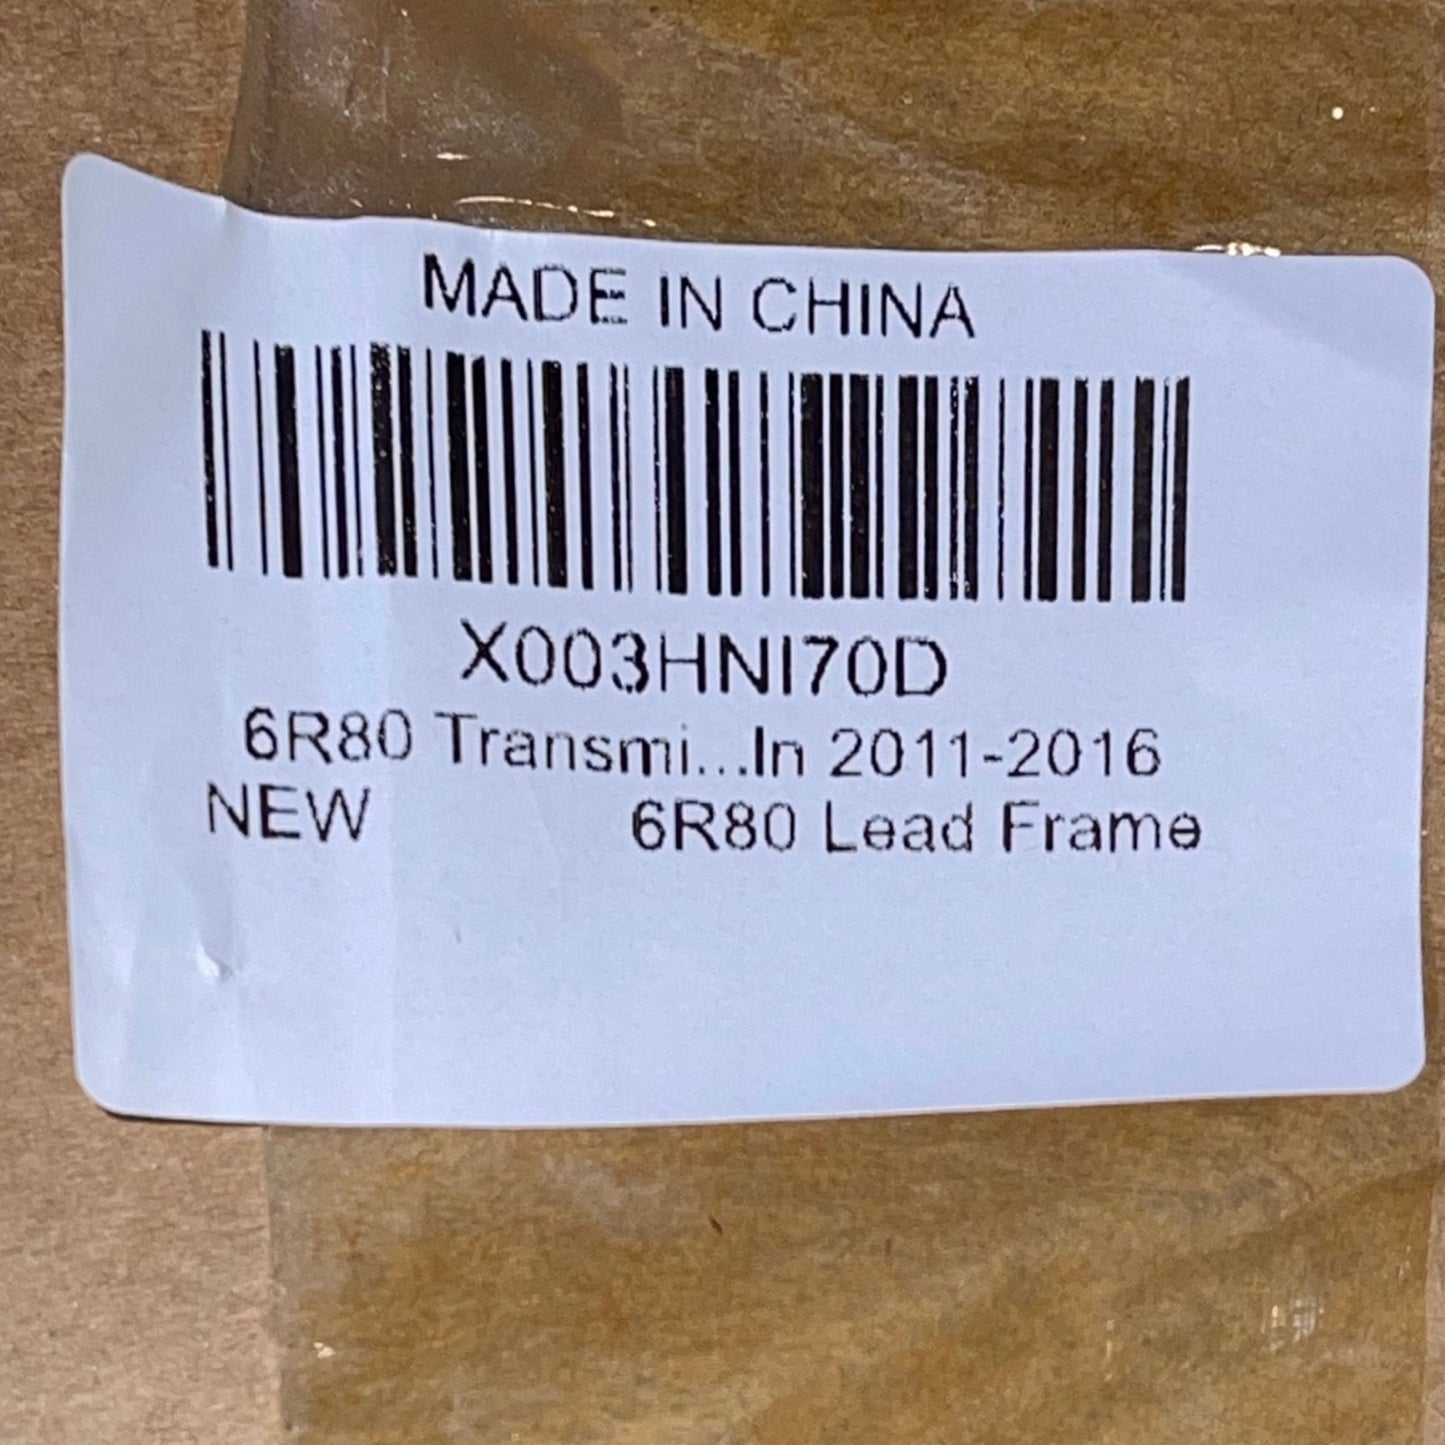 MADE IN CHINA
X003HNI70D
6R80 Transmi...In 2011-2016
NEW 6R80 Lead Frame